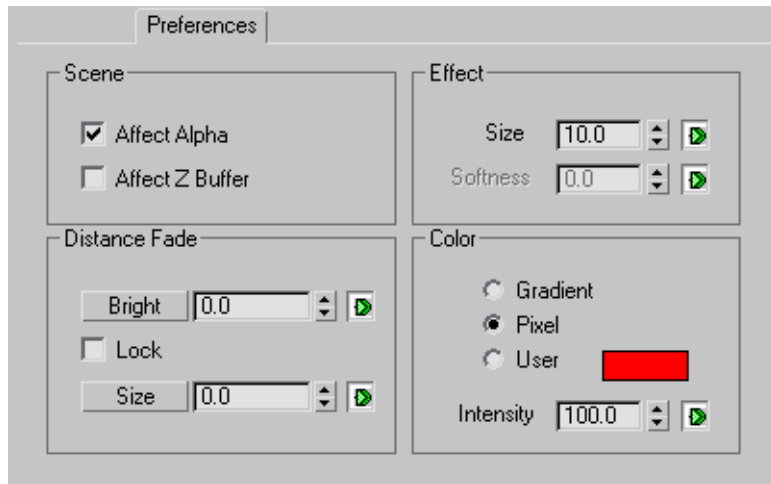 Preferences
Scene
Affect Alpha
Affect Z Buffer
Effect
Size 10.0
Softness 0.0
Distance Fade
Bright 0.0
Lock
Size 0.0
Color
Gradient
Pixel
User
Intensity 100.0